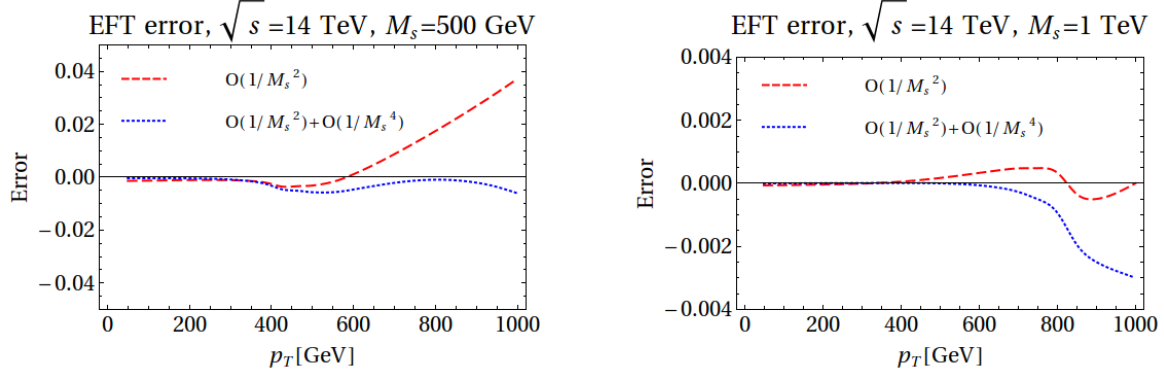 EFT error, √s =14 TeV, Mₛ=500 GeV
0.04
0.02
0.00
−0.02
−0.04
Error
O(1/Mₛ²)
O(1/Mₛ²)+O(1/Mₛ⁴)
0 200 400 600 800 1000
p_T[GeV]
EFT error, √s =14 TeV, Mₛ=1 TeV
0.004
0.002
0.000
−0.002
−0.004
Error
O(1/Mₛ²)
O(1/Mₛ²)+O(1/Mₛ⁴)
0 200 400 600 800 1000
p_T[GeV]